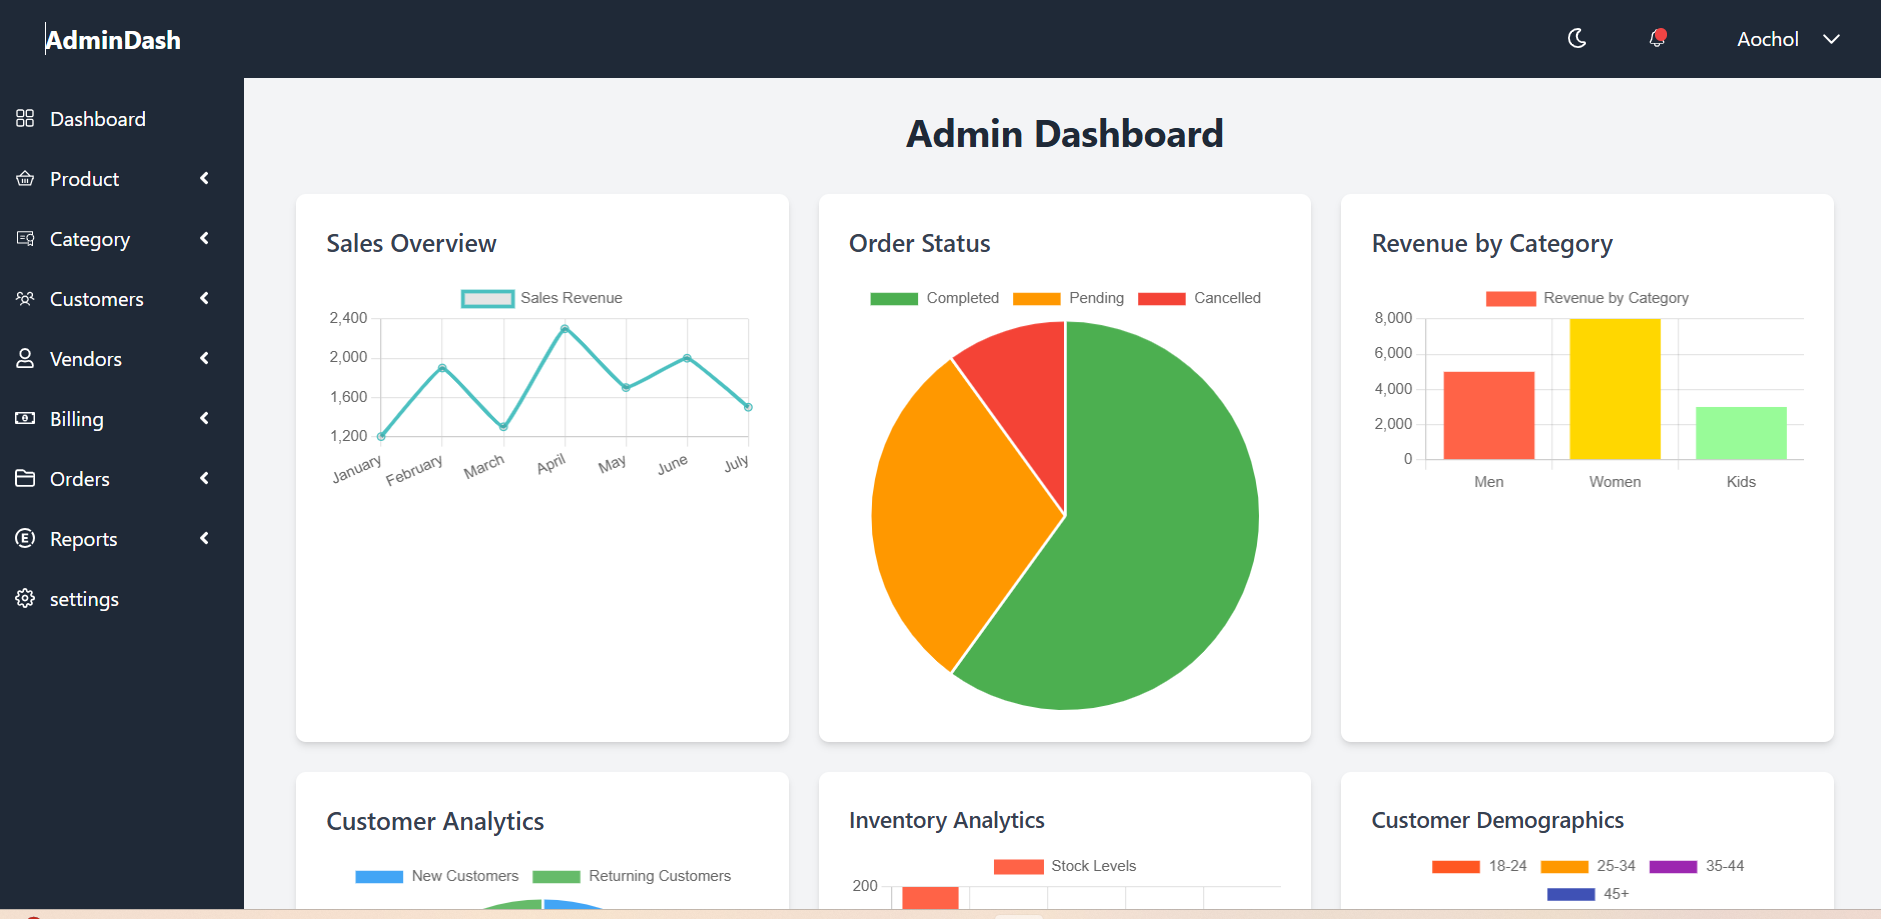 AdminDash
Aochol
Dashboard
Product
Category
Customers
Vendors
Billing
Orders
Reports
settings
Admin Dashboard
Sales Overview
Sales Revenue
2,400
2,000
1,600
1,200
January February March April May June July
Order Status
Completed Pending Cancelled
Revenue by Category
Revenue by Category
8,000
6,000
4,000
2,000
0
Men Women Kids
Customer Analytics
New Customers Returning Customers
Inventory Analytics
Stock Levels
200
Customer Demographics
18-24 25-34 35-44
45+